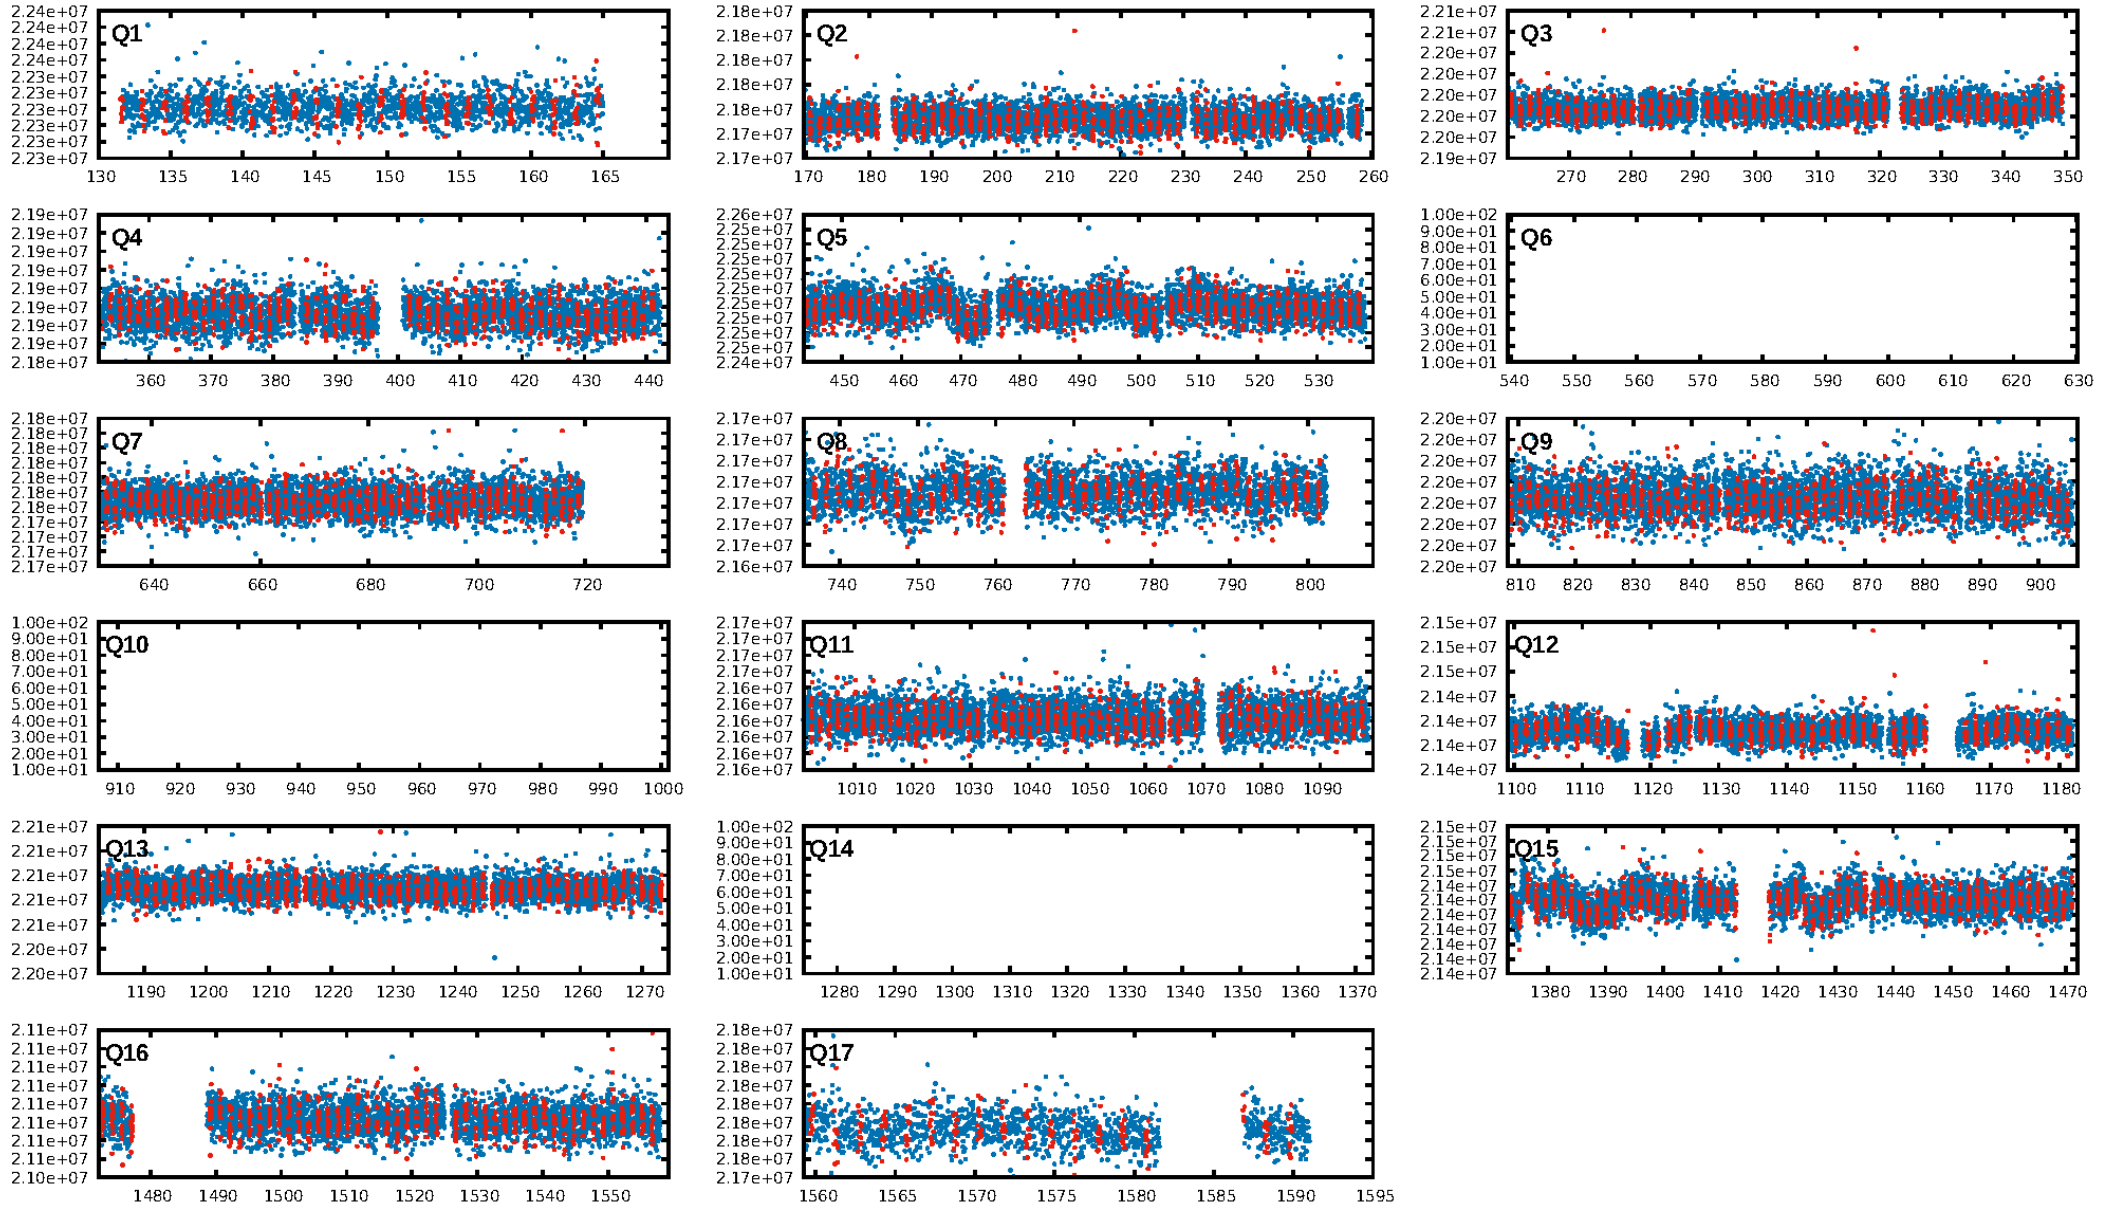 2.24e+07 2.24e+07 2.24e+07 2.24e+07 2.23e+07 2.23e+07 2.23e+07 2.23e+07 2.23e+07 2.23e+07
Q1
130 135 140 145 150 155 160 165
2.18e+07 2.18e+07 2.18e+07 2.18e+07 2.18e+07 2.17e+07 2.17e+07
Q2
170 180 190 200 210 220 230 240 250 260
2.21e+07 2.20e+07 2.20e+07 2.20e+07 2.20e+07 2.20e+07 2.19e+07
Q3
270 280 290 300 310 320 330 340 350
2.19e+07 2.19e+07 2.19e+07 2.19e+07 2.19e+07 2.19e+07 2.19e+07 2.19e+07 2.18e+07
Q4
360 370 380 390 400 410 420 430 440
2.26e+07 2.25e+07 2.25e+07 2.25e+07 2.25e+07 2.25e+07 2.25e+07 2.25e+07 2.25e+07 2.25e+07 2.24e+07
Q5
450 460 470 480 490 500 510 520 530
1.00e+02 9.00e+01 8.00e+01 7.00e+01 6.00e+01 5.00e+01 4.00e+01 3.00e+01 2.00e+01 1.00e+01
Q6
540 550 560 570 580 590 600 610 620 630
2.18e+07 2.18e+07 2.18e+07 2.18e+07 2.18e+07 2.18e+07 2.18e+07 2.17e+07 2.17e+07 2.17e+07 2.17e+07
Q7
640 660 680 700 720
2.17e+07 2.17e+07 2.17e+07 2.17e+07 2.17e+07 2.17e+07 2.17e+07 2.16e+07
Q8
740 750 760 770 780 790 800
2.20e+07 2.20e+07 2.20e+07 2.20e+07 2.20e+07 2.20e+07 2.20e+07 2.20e+07
Q9
810 820 830 840 850 860 870 880 890 900
1.00e+02 9.00e+01 8.00e+01 7.00e+01 6.00e+01 5.00e+01 4.00e+01 3.00e+01 2.00e+01 1.00e+01
Q10
910 920 930 940 950 960 970 980 990 1000
2.17e+07 2.17e+07 2.17e+07 2.17e+07 2.16e+07 2.16e+07 2.16e+07 2.16e+07 2.16e+07 2.16e+07
Q11
1010 1020 1030 1040 1050 1060 1070 1080 1090
2.15e+07 2.15e+07 2.15e+07 2.14e+07 2.14e+07 2.14e+07 2.14e+07
Q12
1100 1110 1120 1130 1140 1150 1160 1170 1180
2.21e+07 2.21e+07 2.21e+07 2.21e+07 2.21e+07 2.20e+07 2.20e+07
Q13
1190 1200 1210 1220 1230 1240 1250 1260 1270
1.00e+02 9.00e+01 8.00e+01 7.00e+01 6.00e+01 5.00e+01 4.00e+01 3.00e+01 2.00e+01 1.00e+01
Q14
1280 1290 1300 1310 1320 1330 1340 1350 1360 1370
2.15e+07 2.15e+07 2.15e+07 2.15e+07 2.14e+07 2.14e+07 2.14e+07 2.14e+07 2.14e+07 2.14e+07 2.14e+07
Q15
1380 1390 1400 1410 1420 1430 1440 1450 1460 1470
2.11e+07 2.11e+07 2.11e+07 2.11e+07 2.11e+07 2.11e+07 2.11e+07 2.11e+07 2.10e+07
Q16
1480 1490 1500 1510 1520 1530 1540 1550
2.18e+07 2.18e+07 2.18e+07 2.18e+07 2.18e+07 2.18e+07 2.18e+07 2.18e+07 2.17e+07
Q17
1560 1565 1570 1575 1580 1585 1590 1595